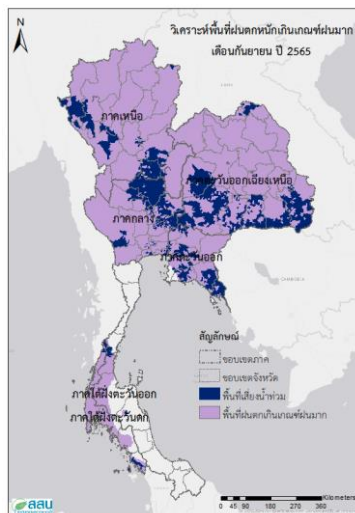 วิเคราะห์พื้นที่ฝนตกหนักเกินเกณฑ์ฝนมาก
เดือนกันยายน ปี 2565
N
ภาคเหนือ
ภาคตะวันออกเฉียงเหนือ
ภาคกลาง
ภาคตะวันออก
CAMBODIA
ภาคใต้ฝั่งตะวันออก
ภาคใต้ฝั่งตะวันตก
สัญลักษณ์
ขอบเขตภาค
ขอบเขตจังหวัด
พื้นที่เสี่ยงน้ำท่วม
พื้นที่ฝนตกเกินเกณฑ์ฝนมาก
Kilometers
0 45 90 180 270 360
สสน